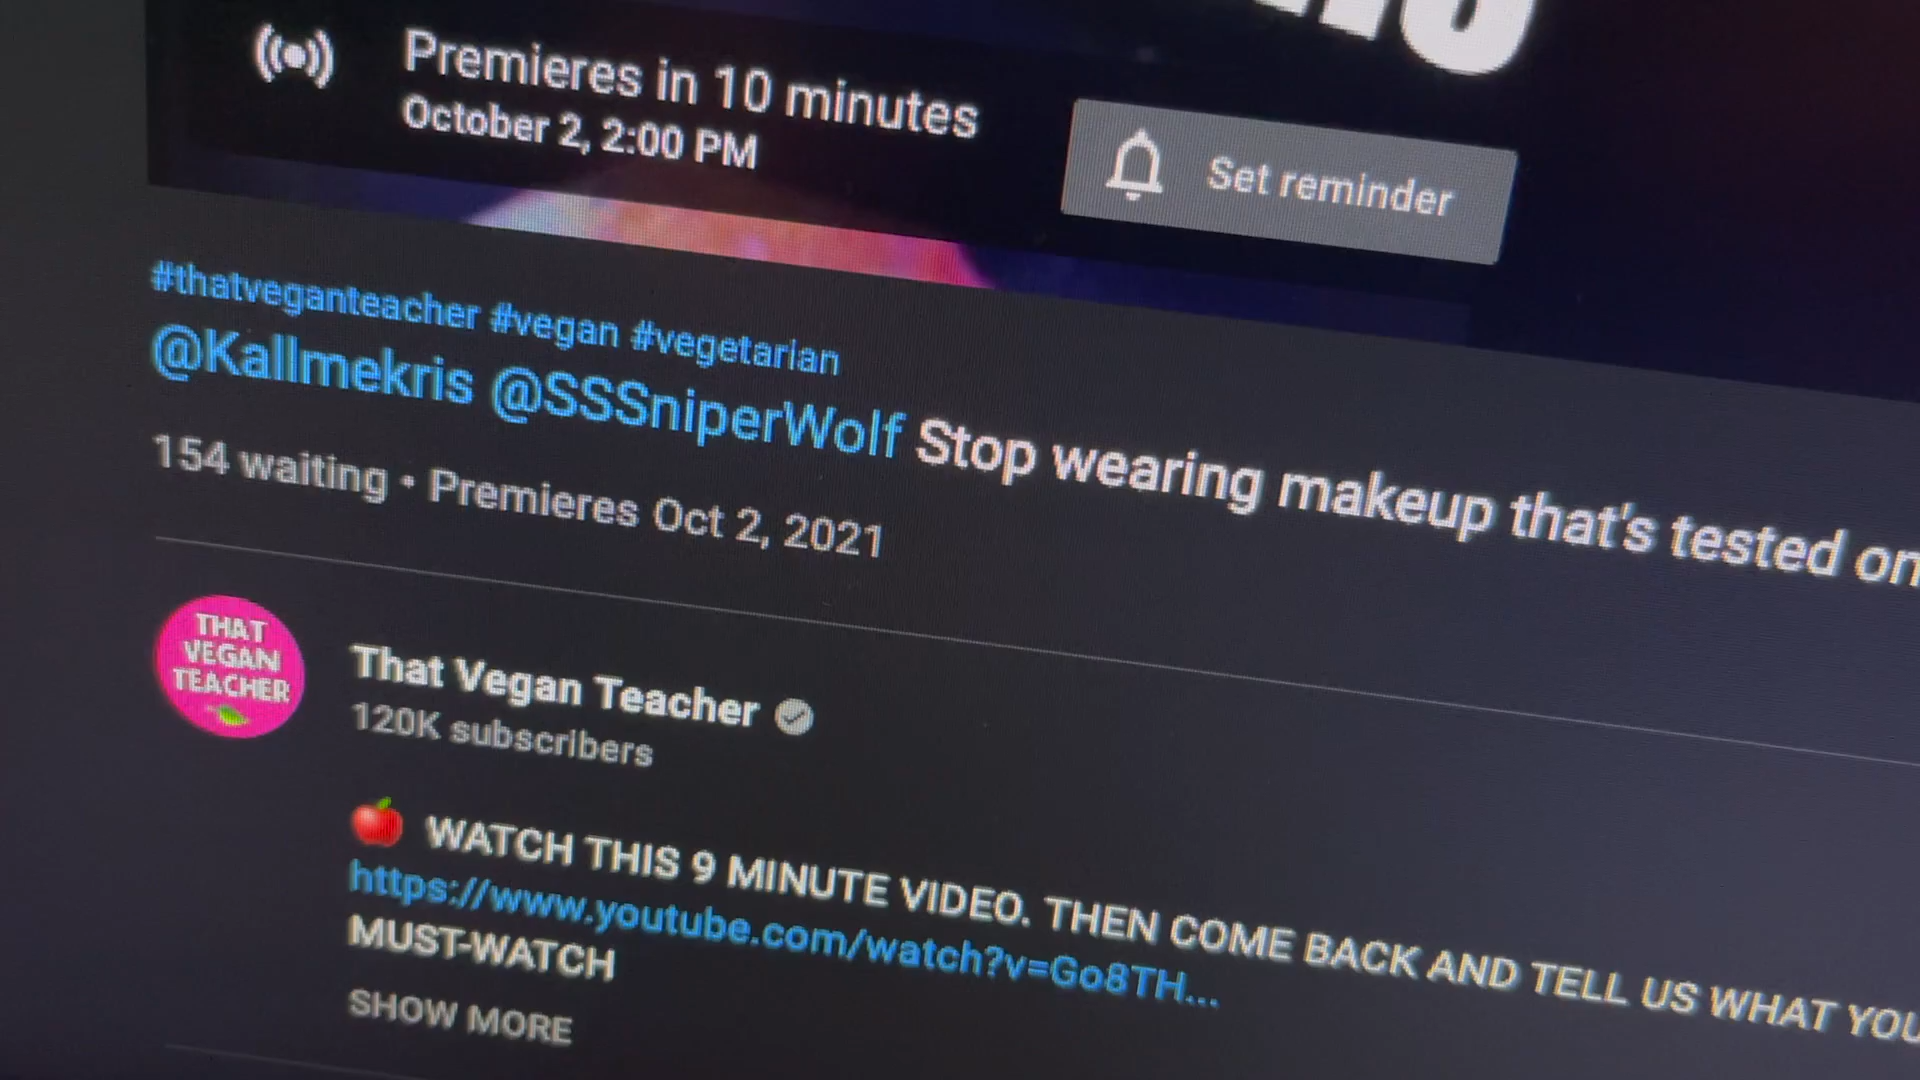 Premieres in 10 minutes
October 2, 2:00 PM
Set reminder
#thatveganteacher #vegan #vegetarian
@Kallmekris @SSSniperWolf Stop wearing makeup that's tested on
154 waiting • Premieres Oct 2, 2021
THAT
VEGAN
TEACHER
That Vegan Teacher
120K subscribers
🍎 WATCH THIS 9 MINUTE VIDEO. THEN COME BACK AND TELL US WHAT YOU
https://www.youtube.com/watch?v=Go8TH...
MUST-WATCH
SHOW MORE